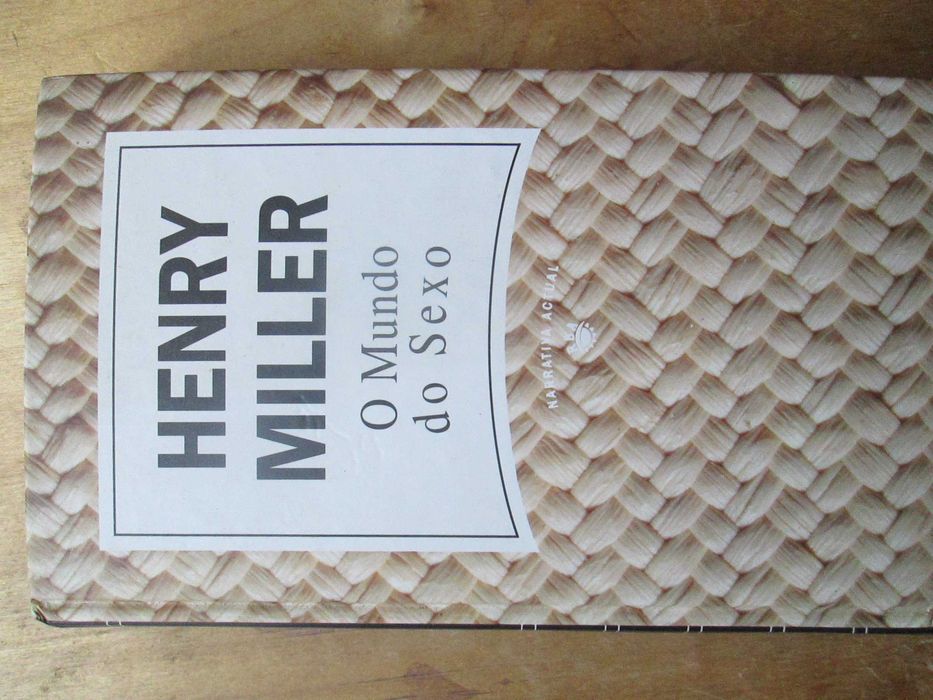 HENRY
MILLER
O Mundo
do Sexo
NARRATIVA ACTUAL